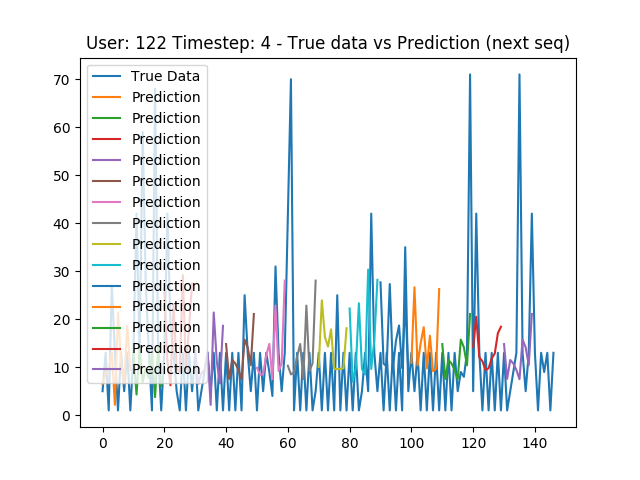 User: 122 Timestep: 4 - True data vs Prediction (next seq)
True Data
Prediction
Prediction
Prediction
Prediction
Prediction
Prediction
Prediction
Prediction
Prediction
Prediction
Prediction
Prediction
Prediction
Prediction
70
60
50
40
30
20
10
0
0 20 40 60 80 100 120 140